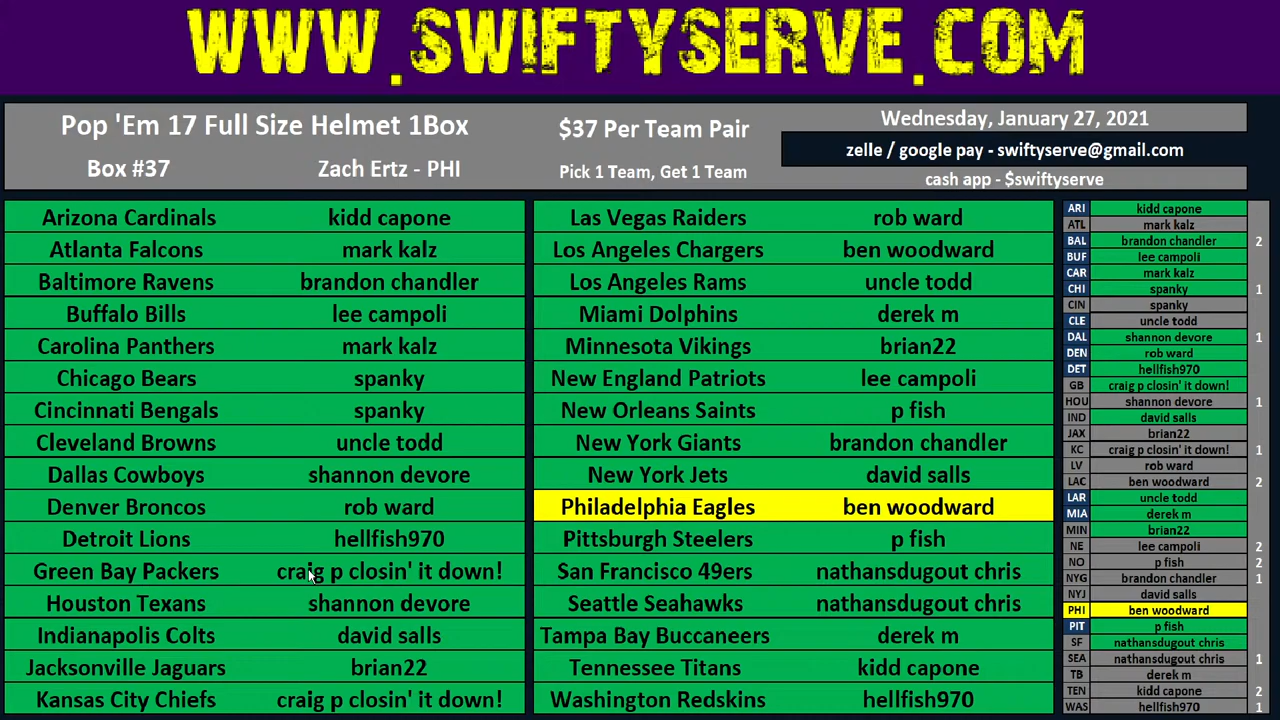 WWW.SWIFTYSERVE.COM
Pop 'Em 17 Full Size Helmet 1Box
Box #37 Zach Ertz - PHI
$37 Per Team Pair
Pick 1 Team, Get 1 Team
Wednesday, January 27, 2021
zelle / google pay - swiftyserve@gmail.com
cash app - $swiftyserve
Arizona Cardinals kidd capone
Atlanta Falcons mark kalz
Baltimore Ravens brandon chandler
Buffalo Bills lee campoli
Carolina Panthers mark kalz
Chicago Bears spanky
Cincinnati Bengals spanky
Cleveland Browns uncle todd
Dallas Cowboys shannon devore
Denver Broncos rob ward
Detroit Lions hellfish970
Green Bay Packers craig p closin' it down!
Houston Texans shannon devore
Indianapolis Colts david salls
Jacksonville Jaguars brian22
Kansas City Chiefs craig p closin' it down!
Las Vegas Raiders rob ward
Los Angeles Chargers ben woodward
Los Angeles Rams uncle todd
Miami Dolphins derek m
Minnesota Vikings brian22
New England Patriots lee campoli
New Orleans Saints p fish
New York Giants brandon chandler
New York Jets david salls
Philadelphia Eagles ben woodward
Pittsburgh Steelers p fish
San Francisco 49ers nathansdugout chris
Seattle Seahawks nathansdugout chris
Tampa Bay Buccaneers derek m
Tennessee Titans kidd capone
Washington Redskins hellfish970
ARI kidd capone
ATL mark kalz
BAL brandon chandler 2
BUF lee campoli
CAR mark kalz
CHI spanky 1
CIN spanky
CLE uncle todd
DAL shannon devore 1
DEN rob ward
DET hellfish970
GB craig p closin' it down!
HOU shannon devore 1
IND david salls
JAX brian22
KC craig p closin' it down! 1
LV rob ward
LAC ben woodward 2
LAR uncle todd
MIA derek m
MIN brian22
NE lee campoli 2
NO p fish 2
NYG brandon chandler 1
NYJ david salls
PHI ben woodward
PIT p fish
SF nathansdugout chris
SEA nathansdugout chris 1
TB derek m
TEN kidd capone 2
WAS hellfish970 1